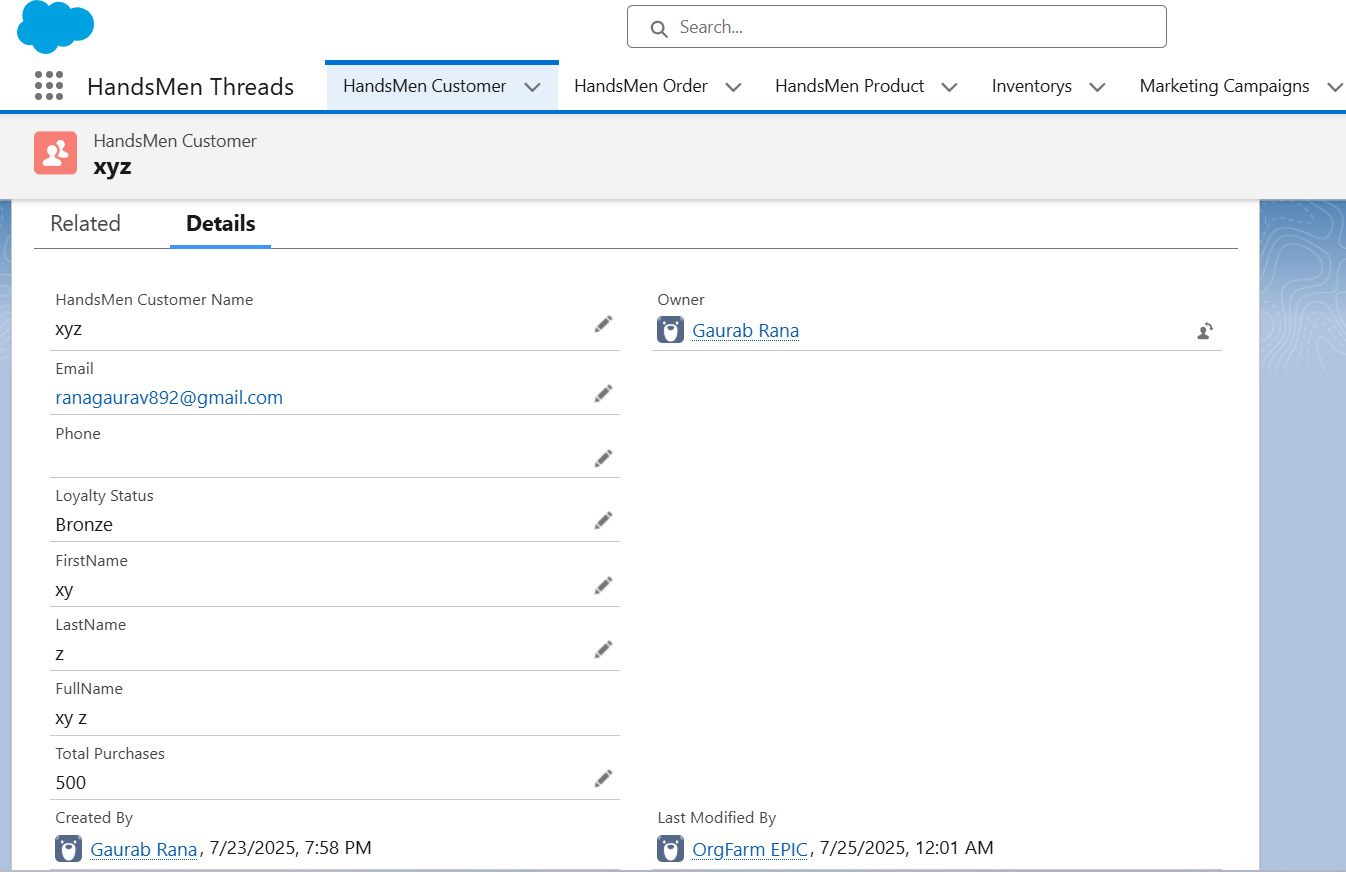 Search...
HandsMen Threads
HandsMen Customer
HandsMen Order
HandsMen Product
Inventorys
Marketing Campaigns
HandsMen Customer
xyz
Related
Details
HandsMen Customer Name
xyz
Owner
Gaurab Rana
Email
ranagaurav892@gmail.com
Phone
Loyalty Status
Bronze
FirstName
xy
LastName
z
FullName
xy z
Total Purchases
500
Created By
Gaurab Rana, 7/23/2025, 7:58 PM
Last Modified By
OrgFarm EPIC, 7/25/2025, 12:01 AM